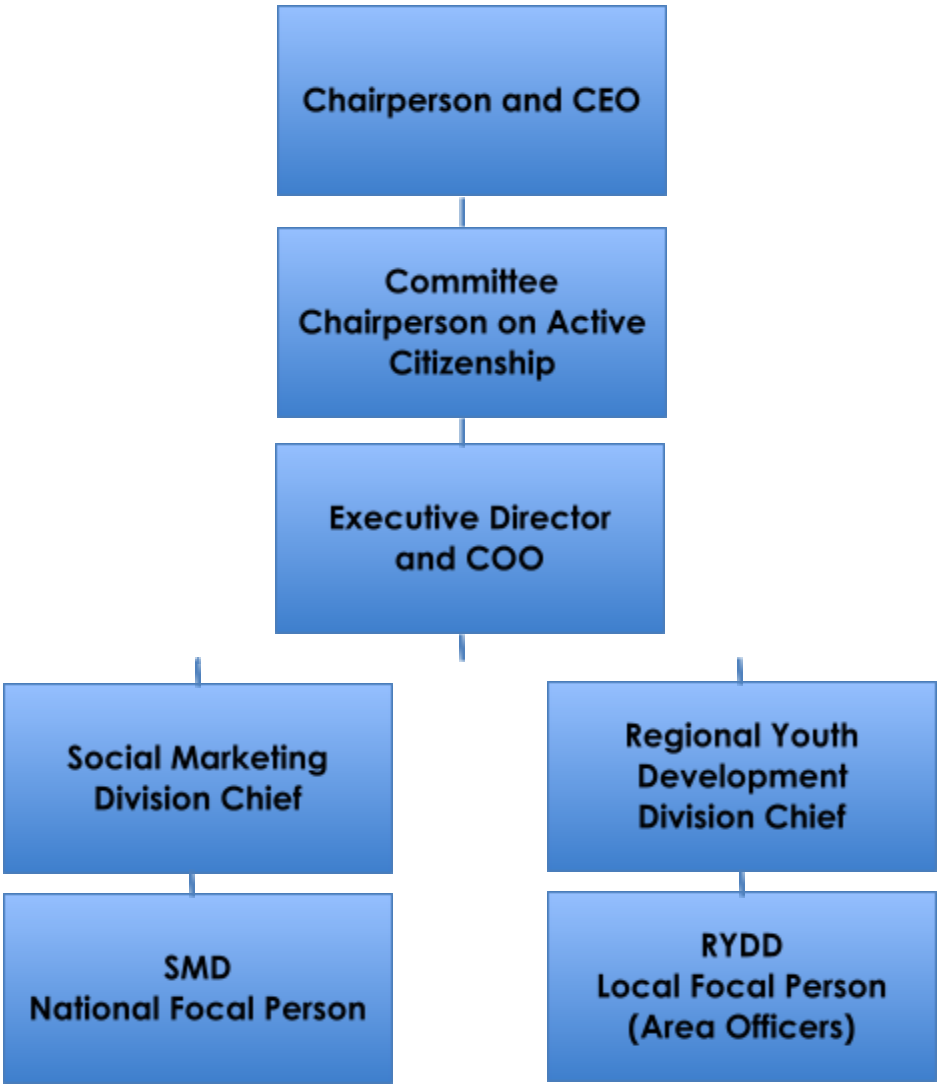 Chairperson and CEO
Committee
Chairperson on Active
Citizenship
Executive Director
and COO
Social Marketing
Division Chief
Regional Youth
Development
Division Chief
SMD
National Focal Person
RYDD
Local Focal Person
(Area Officers)